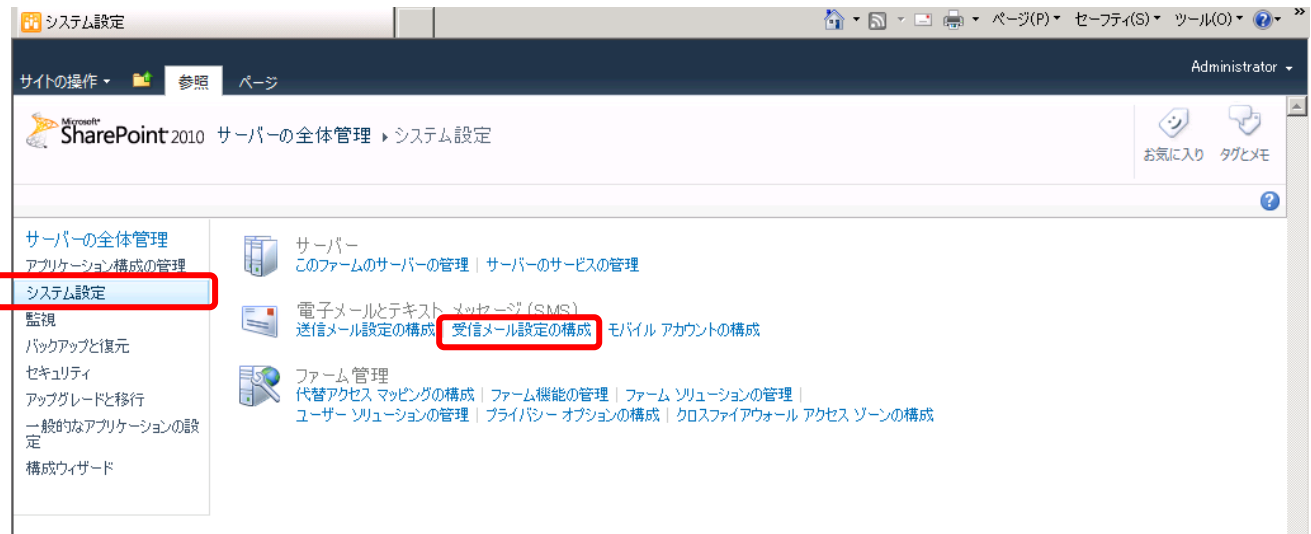 システム設定
ページ(P) セーフティ(S) ツール(O) »
Administrator
サイトの操作 参照 ページ
Microsoft SharePoint 2010 サーバーの全体管理 システム設定
お気に入り タグとメモ
サーバーの全体管理
アプリケーション構成の管理
システム設定
監視
バックアップと復元
セキュリティ
アップグレードと移行
一般的なアプリケーションの設
定
構成ウィザード
サーバー
このファームのサーバーの管理 | サーバーのサービスの管理
電子メールとテキスト メッセージ (SMS)
送信メール設定の構成 受信メール設定の構成 モバイル アカウントの構成
ファーム管理
代替アクセス マッピングの構成 | ファーム機能の管理 | ファーム ソリューションの管理 |
ユーザー ソリューションの管理 | プライバシー オプションの構成 | クロスファイアウォール アクセス ゾーンの構成